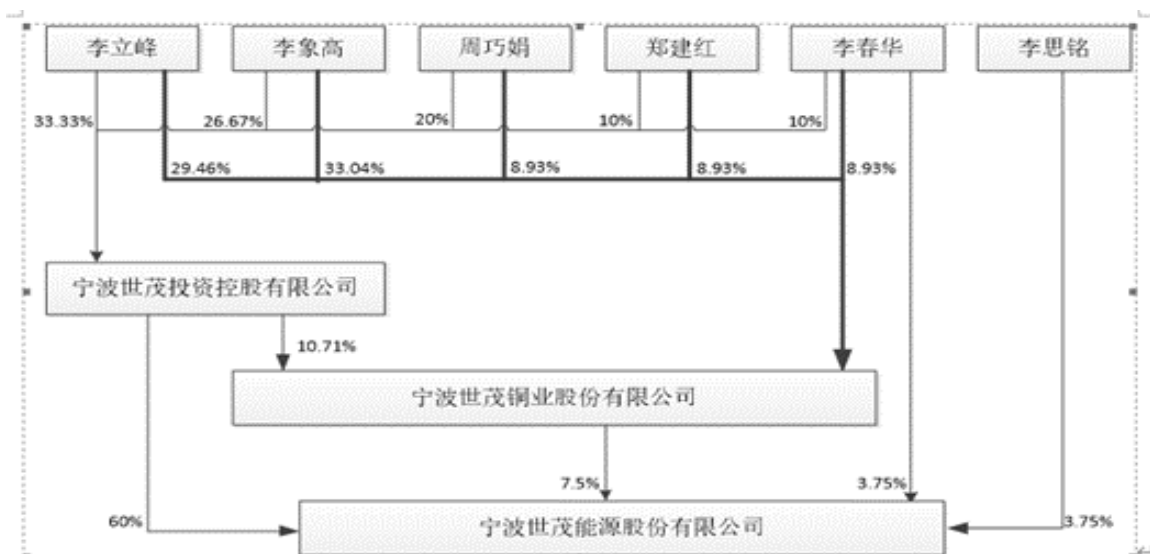 李立峰 李象高 周巧娟 郑建红 李春华 李思铭
33.33% 26.67% 20% 10% 10%
29.46% 33.04% 8.93% 8.93% 8.93%
宁波世茂投资控股有限公司
10.71%
宁波世茂铜业股份有限公司
7.5% 3.75%
60% 宁波世茂能源股份有限公司 3.75%